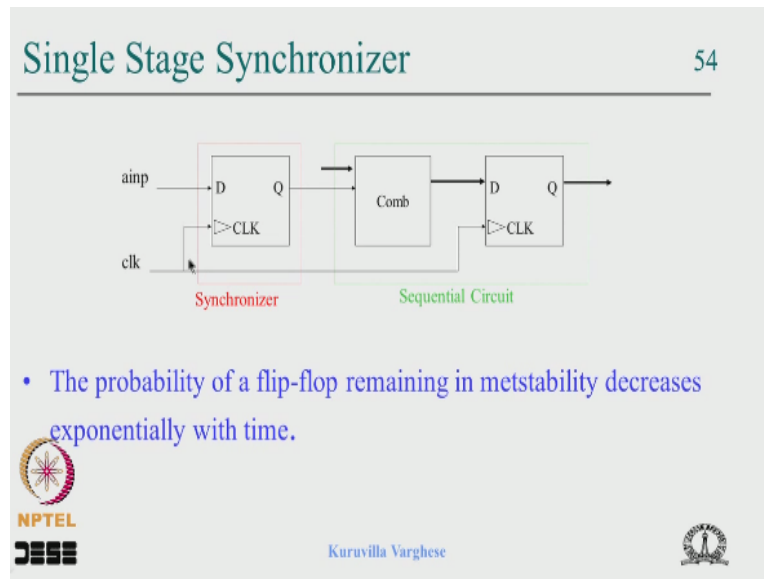 Single Stage Synchronizer
54
ainp
D
Q
CLK
clk
Comb
D
Q
CLK
Synchronizer
Sequential Circuit
• The probability of a flip-flop remaining in metstability decreases
exponentially with time.
NPTEL
DESE
Kuruvilla Varghese